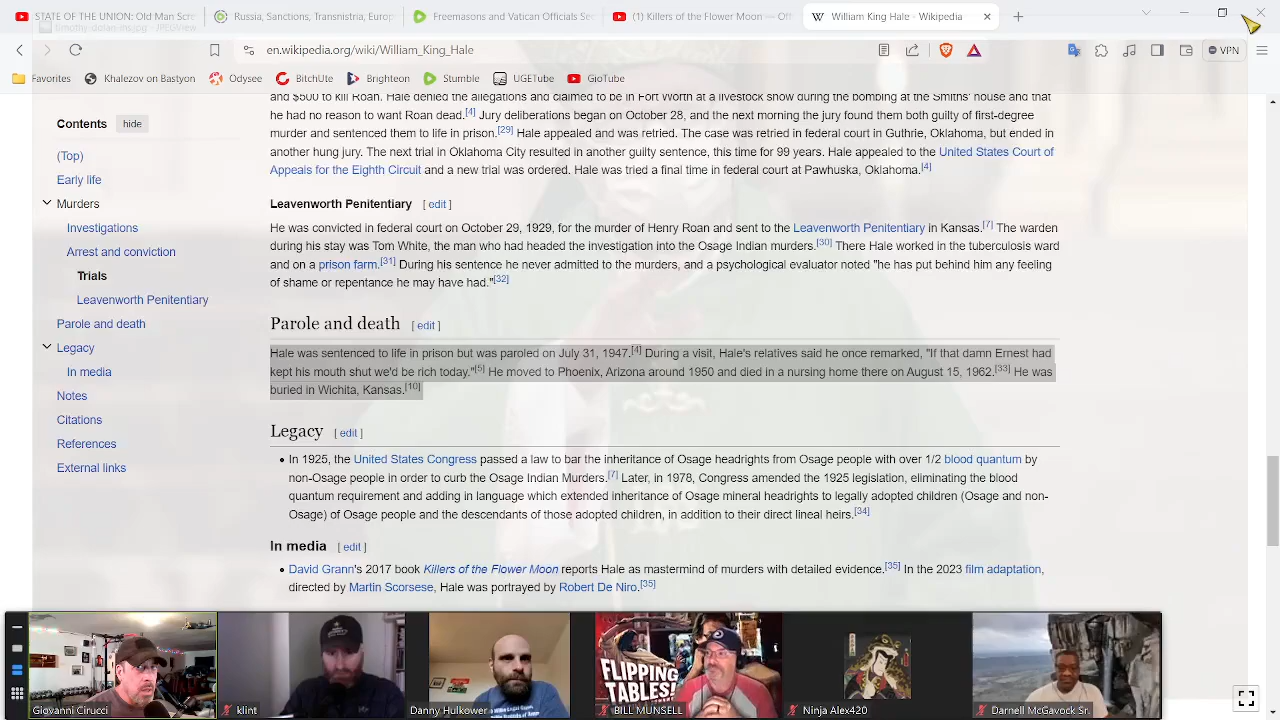 STATE OF THE UNION of Man Scre
Russia, Armenia, Transnistria, Europe
Freemasons and Vatican Officials Se
(1) Killers of the Flower Moon — Offi
William King Hale - Wikipedia
en.wikipedia.org/wiki/William_King_Hale
VPN
Favorites
Khalezov on Bastyon
Odysee
BitchUte
Brighteon
Stumble
UGETube
GioTube
and $500 to kill Roan. Hale denied the allegations and claimed to be in Fort Worth at a livestock show during the bombing at the Smiths' house and that
he had no reason to want Roan dead.[4] Jury deliberations began on October 28, and the next morning the jury found them both guilty of first-degree
murder and sentenced them to life in prison.[29] Hale appealed and was retried. The case was retried in federal court in Guthrie, Oklahoma, but ended in
another hung jury. The next trial in Oklahoma City resulted in another guilty sentence, this time for 99 years. Hale appealed to the United States Court of
Appeals for the Eighth Circuit and a new trial was ordered. Hale was tried a final time in federal court at Pawhuska, Oklahoma.[4]
Contents hide
(Top)
Early life
Murders
Investigations
Arrest and conviction
Trials
Leavenworth Penitentiary
Parole and death
Legacy
In media
Notes
Citations
References
External links
Leavenworth Penitentiary [ edit ]
He was convicted in federal court on October 29, 1929, for the murder of Henry Roan and sent to the Leavenworth Penitentiary in Kansas.[7] The warden
during his stay was Tom White, the man who had headed the investigation into the Osage Indian murders.[30] There Hale worked in the tuberculosis ward
and on a prison farm.[31] During his sentence he never admitted to the murders, and a psychological evaluator noted "he has put behind him any feeling
of shame or repentance he may have had."[32]
Parole and death [ edit ]
Hale was sentenced to life in prison but was paroled on July 31, 1947.[4] During a visit, Hale's relatives said he once remarked, "If that damn Ernest had
kept his mouth shut we'd be rich today."[5] He moved to Phoenix, Arizona around 1950 and died in a nursing home there on August 15, 1962.[33] He was
buried in Wichita, Kansas.[10]
Legacy [ edit ]
In 1925, the United States Congress passed a law to bar the inheritance of Osage headrights from Osage people with over 1/2 blood quantum by
non-Osage people in order to curb the Osage Indian Murders.[7] Later, in 1978, Congress amended the 1925 legislation, eliminating the blood
quantum requirement and adding in language which extended inheritance of Osage mineral headrights to legally adopted children (Osage and non-
Osage) of Osage people and the descendants of those adopted children, in addition to their direct lineal heirs.[34]
In media [ edit ]
David Grann's 2017 book Killers of the Flower Moon reports Hale as mastermind of murders with detailed evidence.[35] In the 2023 film adaptation,
directed by Martin Scorsese, Hale was portrayed by Robert De Niro.[35]
FLIPPING
TABLES!
Giovanni Cirucci
klint
Danny Hulkower
BILL MUNSELL
Ninja Alex420
Darnell McGavock Sr.